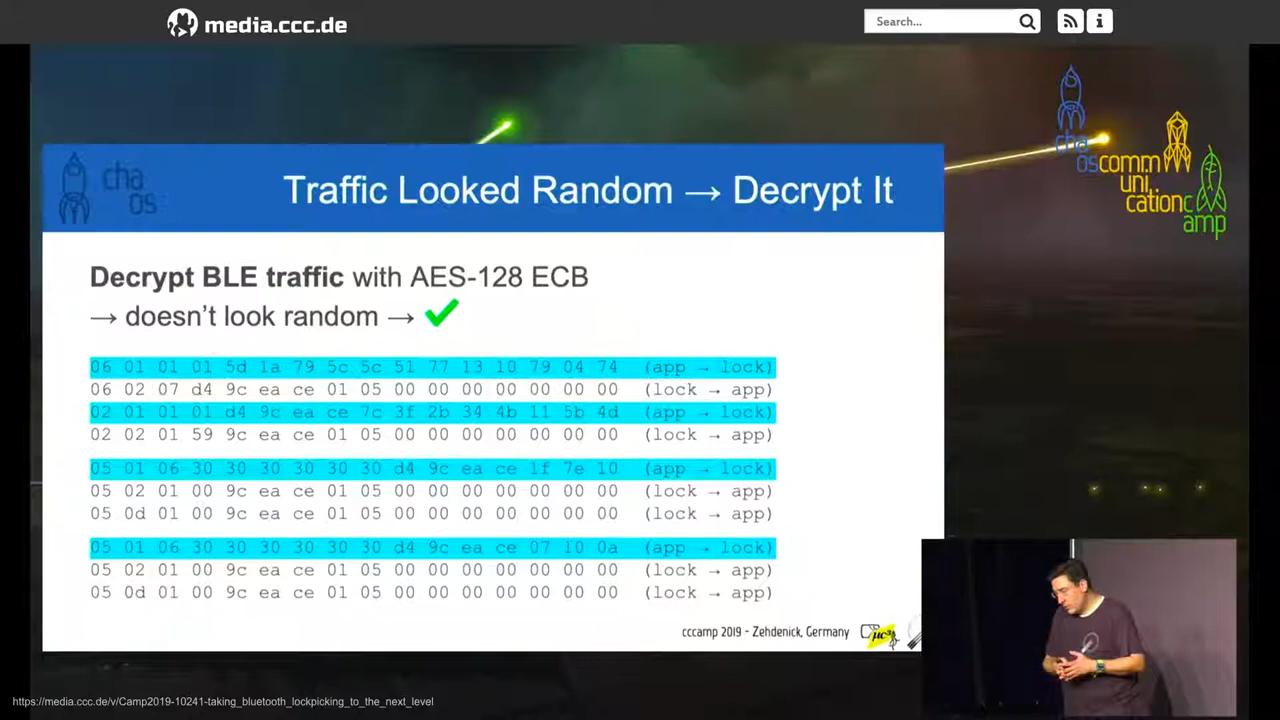 media.ccc.de
Search...
cha
os
comm
uni
cationc
amp
cha
os
Traffic Looked Random → Decrypt It
Decrypt BLE traffic with AES-128 ECB
→ doesn't look random → ✔
06 01 01 01 5d 1a 79 5c 5c 51 77 13 10 79 04 74 (app → lock)
06 02 07 d4 9c ea ce 01 05 00 00 00 00 00 00 00 (lock → app)
02 01 01 01 d4 9c ea ce 7c 3f 2b 34 4b 11 5b 4d (app → lock)
02 02 01 59 9c ea ce 01 05 00 00 00 00 00 00 00 (lock → app)
05 01 06 30 30 30 30 30 30 d4 9c ea ce 1f 7e 10 (app → lock)
05 02 01 00 9c ea ce 01 05 00 00 00 00 00 00 00 (lock → app)
05 0d 01 00 9c ea ce 01 05 00 00 00 00 00 00 00 (lock → app)
05 01 06 30 30 30 30 30 30 d4 9c ea ce 07 10 0a (app → lock)
05 02 01 00 9c ea ce 01 05 00 00 00 00 00 00 00 (lock → app)
05 0d 01 00 9c ea ce 01 05 00 00 00 00 00 00 00 (lock → app)
cccamp 2019 - Zehdenick, Germany
https://media.ccc.de/v/Camp2019-10241-taking_bluetooth_lockpicking_to_the_next_level